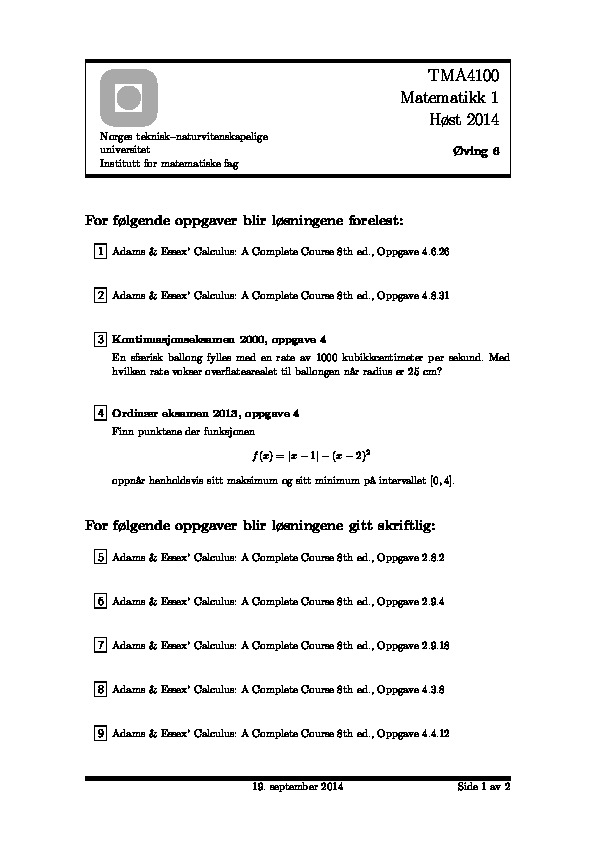 TMA4100
Matematikk 1
Høst 2014
Norges teknisk–naturvitenskapelige
universitet
Institutt for matematiske fag
Øving 6
For følgende oppgaver blir løsningene forelest:
1 Adams & Essex' Calculus: A Complete Course 8th ed., Oppgave 4.6.26
2 Adams & Essex' Calculus: A Complete Course 8th ed., Oppgave 4.8.31
3 Kontinuasjonseksamen 2000, oppgave 4
En sfærisk ballong fylles med en rate av 1000 kubikkcentimeter per sekund. Med
hvilken rate vokser overflatearealet til ballongen når radius er 25 cm?
4 Ordinær eksamen 2013, oppgave 4
Finn punktene der funksjonen
f(x) = |x − 1| − (x − 2)²
oppnår henholdsvis sitt maksimum og sitt minimum på intervallet [0, 4].
For følgende oppgaver blir løsningene gitt skriftlig:
5 Adams & Essex' Calculus: A Complete Course 8th ed., Oppgave 2.8.2
6 Adams & Essex' Calculus: A Complete Course 8th ed., Oppgave 2.9.4
7 Adams & Essex' Calculus: A Complete Course 8th ed., Oppgave 2.9.18
8 Adams & Essex' Calculus: A Complete Course 8th ed., Oppgave 4.3.8
9 Adams & Essex' Calculus: A Complete Course 8th ed., Oppgave 4.4.12
19. september 2014 Side 1 av 2